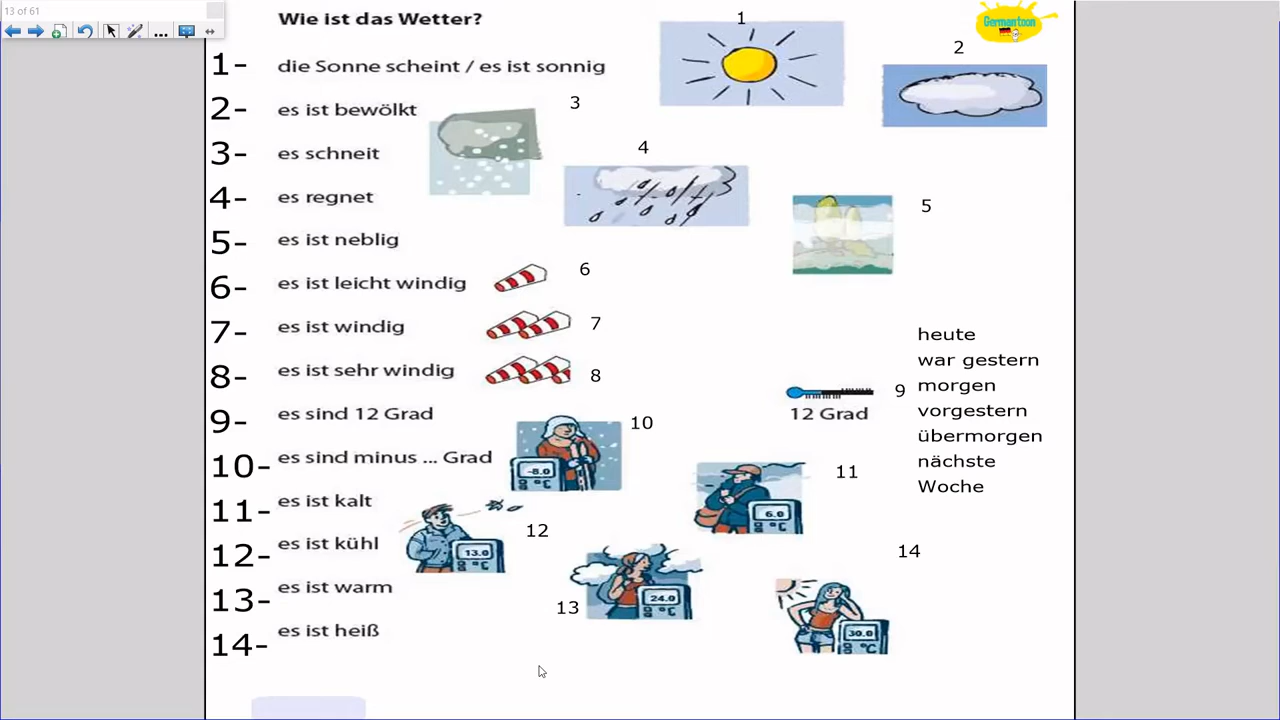 13 of 61
Wie ist das Wetter?
Germantoon
1
2
1- die Sonne scheint / es ist sonnig
2- es ist bewölkt
3
3- es schneit
4
4- es regnet
5
5- es ist neblig
6- es ist leicht windig
6
7- es ist windig
7
8- es ist sehr windig
8
9- es sind 12 Grad
9
12 Grad
heute
war gestern
morgen
vorgestern
übermorgen
nächste
Woche
10- es sind minus ... Grad
10
-8.0
°C
11- es ist kalt
11
6.0
°C
12- es ist kühl
12
13.0
°C
13- es ist warm
13
24.0
°C
14- es ist heiß
14
30.0
°C